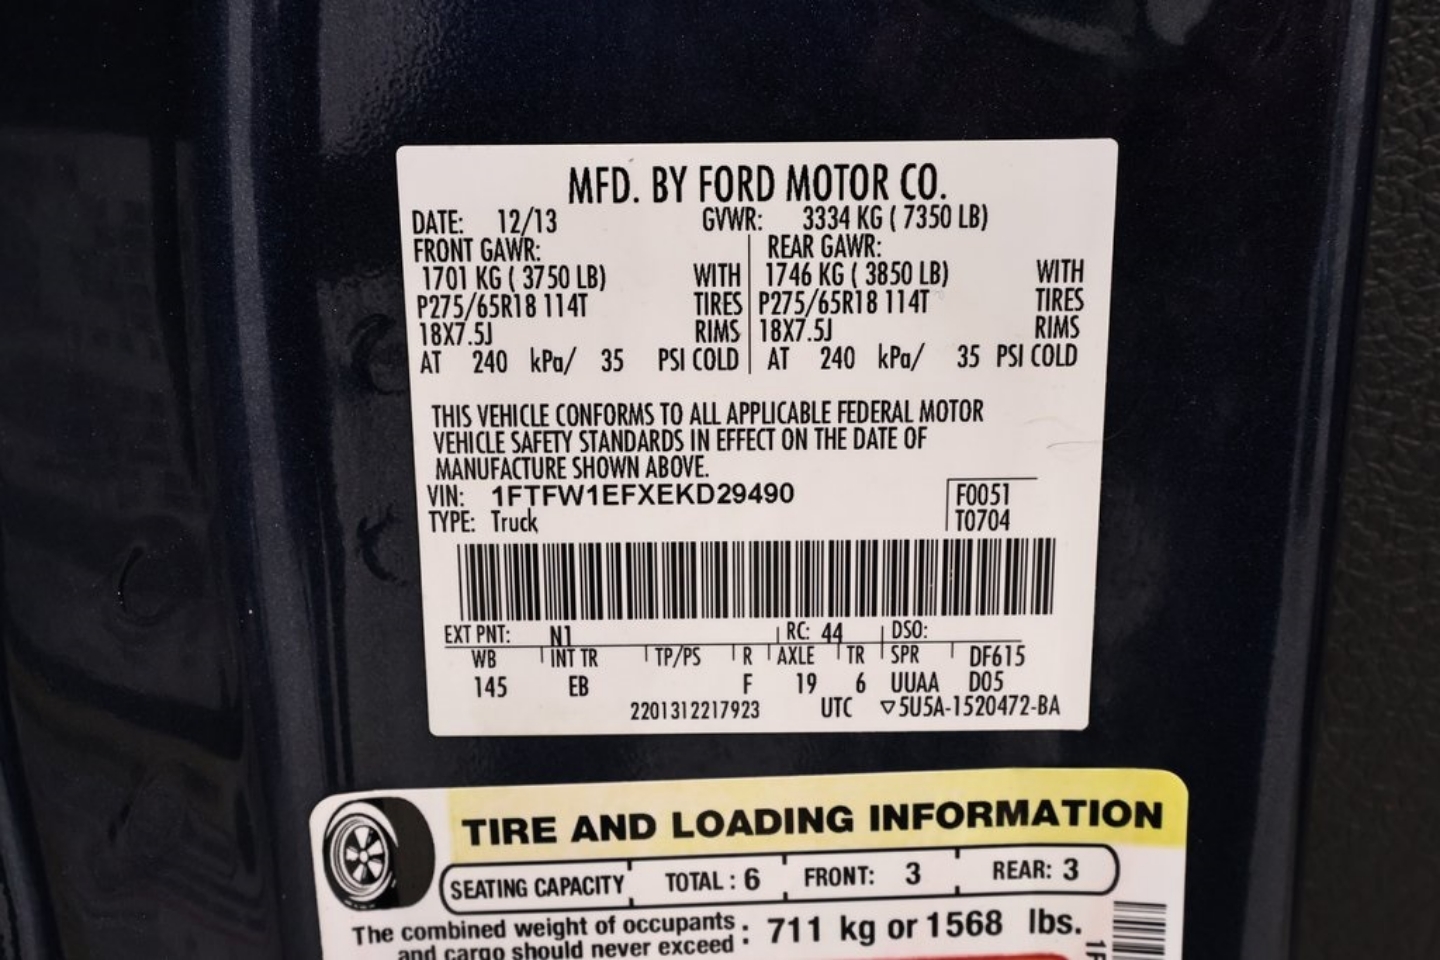 MFD. BY FORD MOTOR CO.
DATE: 12/13 GVWR: 3334 KG ( 7350 LB)
FRONT GAWR: REAR GAWR:
1701 KG ( 3750 LB) WITH 1746 KG ( 3850 LB) WITH
P275/65R18 114T TIRES P275/65R18 114T TIRES
18X7.5J RIMS 18X7.5J RIMS
AT 240 kPa/ 35 PSI COLD AT 240 kPa/ 35 PSI COLD
THIS VEHICLE CONFORMS TO ALL APPLICABLE FEDERAL MOTOR
VEHICLE SAFETY STANDARDS IN EFFECT ON THE DATE OF
MANUFACTURE SHOWN ABOVE.
VIN: 1FTFW1EFXEKD29490 F0051
TYPE: Truck T0704
EXT PNT: N1 RC: 44 DSO:
WB INT TR TP/PS R AXLE TR SPR DF615
145 EB F 19 6 UUAA D05
2201312217923 UTC ▽5U5A-1520472-BA
TIRE AND LOADING INFORMATION
SEATING CAPACITY TOTAL : 6 FRONT: 3 REAR: 3
The combined weight of occupants : 711 kg or 1568 lbs.
and cargo should never exceed